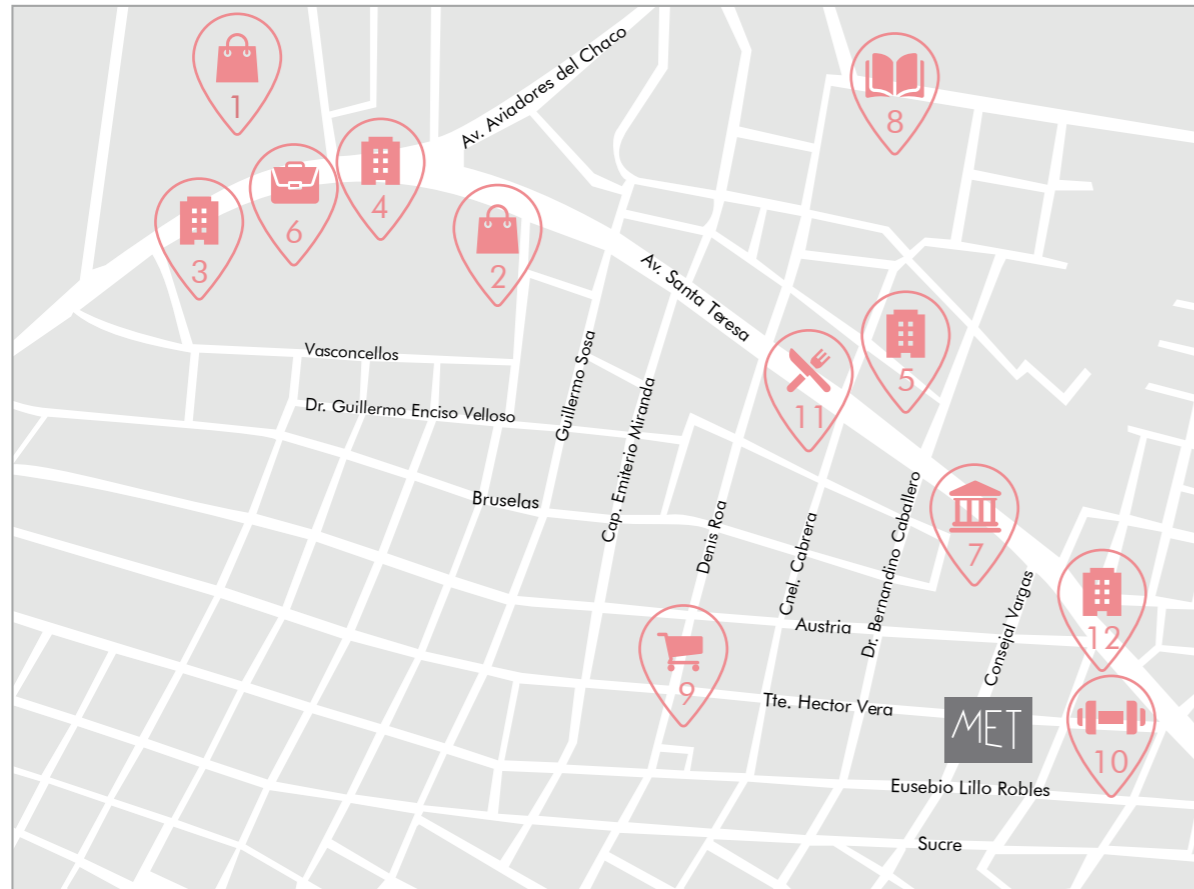 1
Av. Aviadores del Chaco
8
6
4
3
2
Av. Santa Teresa
Vasconcellos
Guillermo Sosa
5
Dr. Guillermo Enciso Velloso
Cap. Emiterio Miranda
11
Bruselas
Denis Roa
Cnel. Cabrera
Dr. Bernandino Caballero
7
Consejal Vargas
Austria
12
9
Tte. Hector Vera
MET
10
Eusebio Lillo Robles
Sucre